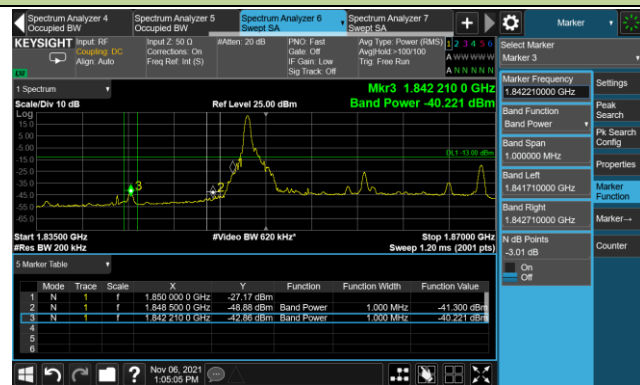 Spectrum Analyzer 4
Occupied BW
Spectrum Analyzer 5
Occupied BW
Spectrum Analyzer 6
Swept SA
Spectrum Analyzer 7
Swept SA
Marker
KEYSIGHT
Input: RF
Coupling: DC
Align: Auto
Input Z: 50 Ω
Corrections: On
Freq Ref: Int (S)
#Atten: 20 dB
PNO: Fast
Gate: Off
IF Gain: Low
Sig Track: Off
Avg Type: Power (RMS)
Avg|Hold:>100/100
Trig: Free Run
1 2 3 4 5 6
A W W W W W
A N N N N N
Select Marker
Marker 3
1 Spectrum
Scale/Div 10 dB
Log
Ref Level 25.00 dBm
Mkr3 1.842 210 0 GHz
Band Power -40.221 dBm
15.0
5.00
-5.00
-15.0
-25.0
-35.0
-45.0
-55.0
-65.0
DL1 -13.00 dBm
3
2
Start 1.83500 GHz
#Res BW 200 kHz
#Video BW 620 kHz*
Stop 1.87000 GHz
Sweep 1.20 ms (2001 pts)
5 Marker Table
Mode Trace Scale X Y Function Function Width Function Value
1 N 1 f 1.850 000 0 GHz -27.17 dBm
2 N 1 f 1.848 500 0 GHz -48.88 dBm Band Power 1.000 MHz -41.300 dBm
3 N 1 f 1.842 210 0 GHz -42.86 dBm Band Power 1.000 MHz -40.221 dBm
4
5
6
Marker Frequency
1.842210000 GHz
Band Function
Band Power
Band Span
1.000000 MHz
Band Left
1.841710000 GHz
Band Right
1.842710000 GHz
N dB Points
-3.01 dB
On
Off
Settings
Peak
Search
Pk Search
Config
Properties
Marker
Function
Marker→
Counter
?
Nov 06, 2021
1:05:05 PM